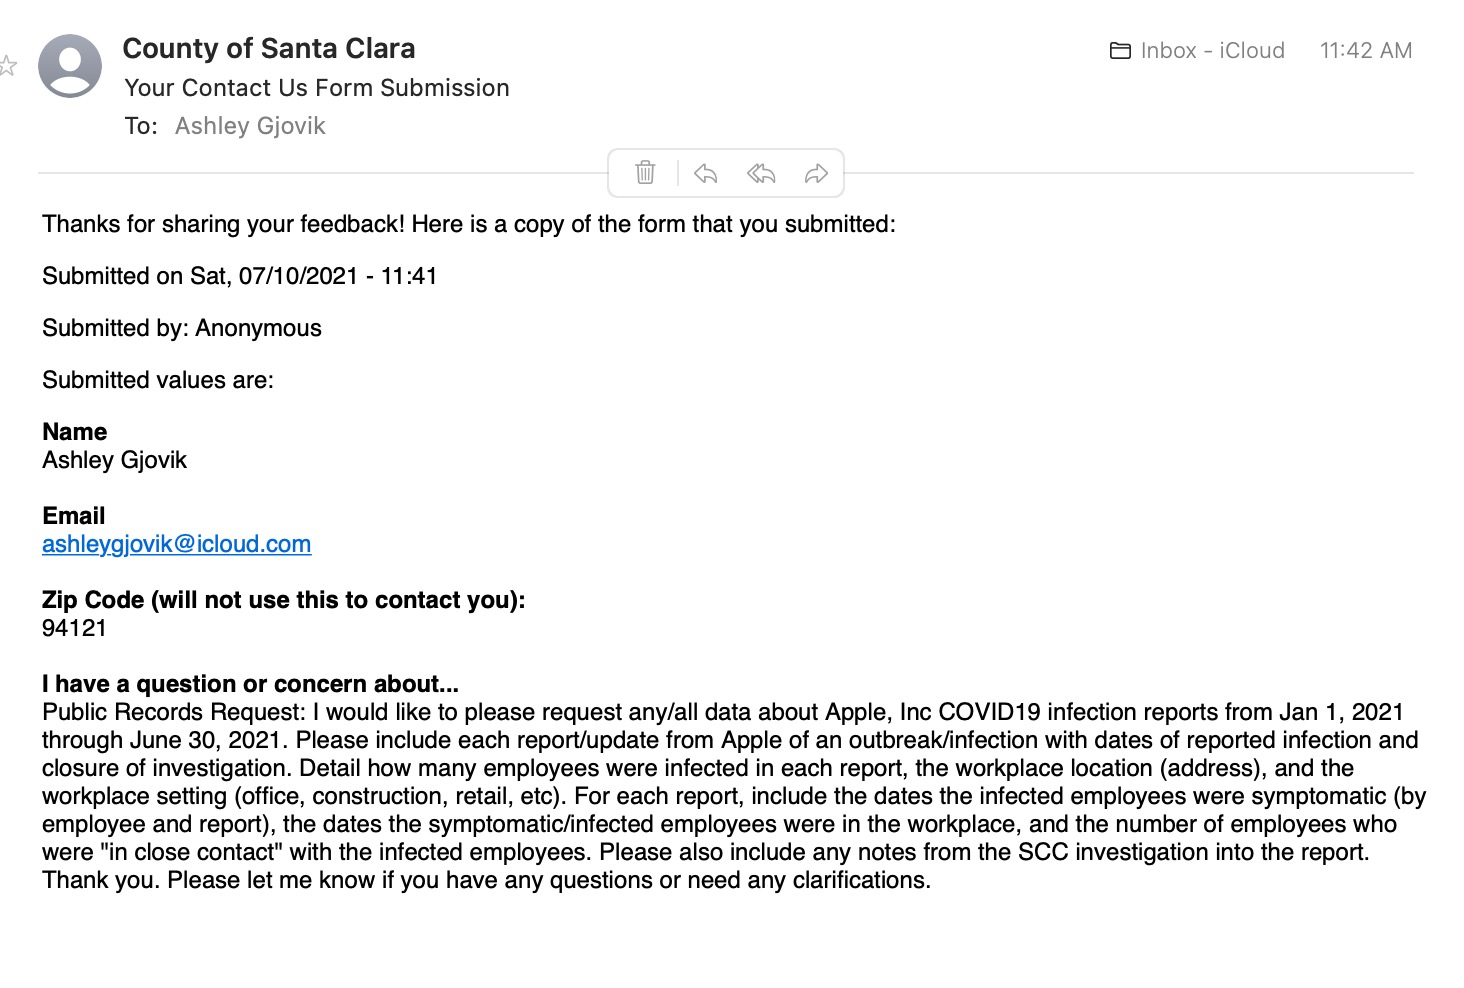 County of Santa Clara
Inbox - iCloud 11:42 AM
Your Contact Us Form Submission
To: Ashley Gjovik
Thanks for sharing your feedback! Here is a copy of the form that you submitted:
Submitted on Sat, 07/10/2021 - 11:41
Submitted by: Anonymous
Submitted values are:
Name
Ashley Gjovik
Email
ashleygjovik@icloud.com
Zip Code (will not use this to contact you):
94121
I have a question or concern about...
Public Records Request: I would like to please request any/all data about Apple, Inc COVID19 infection reports from Jan 1, 2021
through June 30, 2021. Please include each report/update from Apple of an outbreak/infection with dates of reported infection and
closure of investigation. Detail how many employees were infected in each report, the workplace location (address), and the
workplace setting (office, construction, retail, etc). For each report, include the dates the infected employees were symptomatic (by
employee and report), the dates the symptomatic/infected employees were in the workplace, and the number of employees who
were "in close contact" with the infected employees. Please also include any notes from the SCC investigation into the report.
Thank you. Please let me know if you have any questions or need any clarifications.